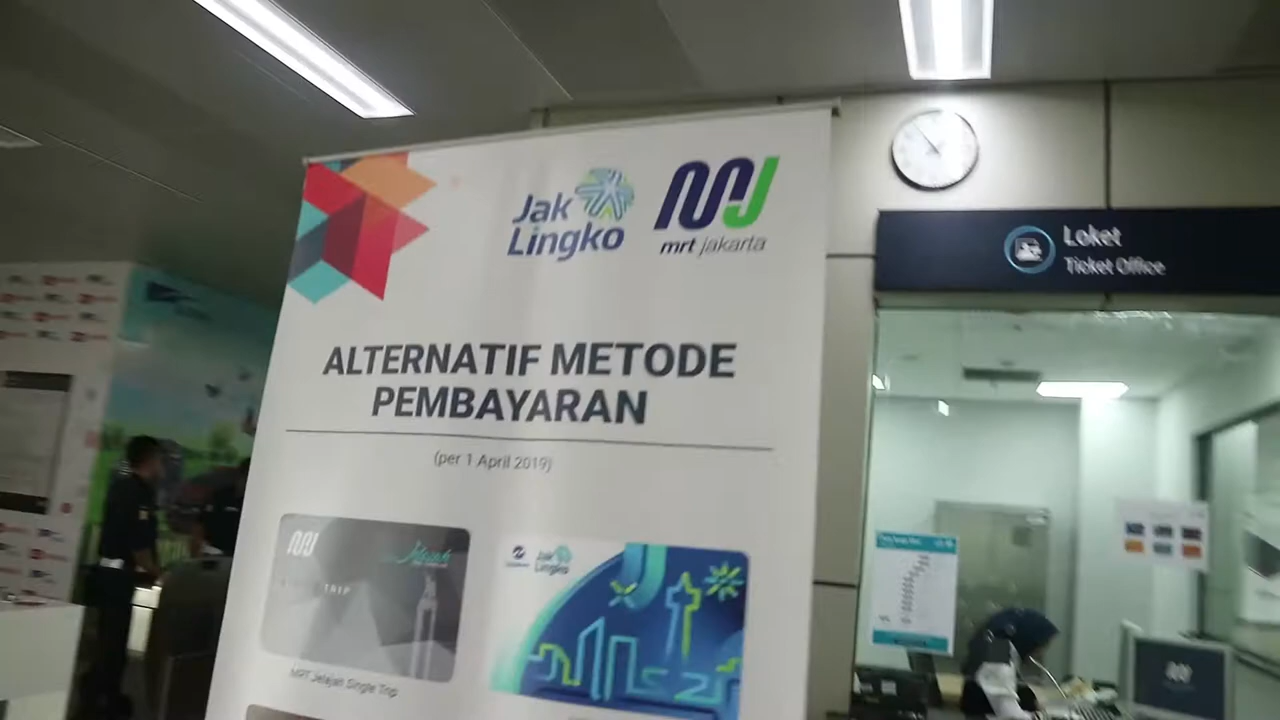 Jak
Lingko
mrt jakarta
Loket
Ticket Office
ALTERNATIF METODE
PEMBAYARAN
(per 1 April 2019)
TRIP
Jak
Lingko
MRT Jelajah Single Trip